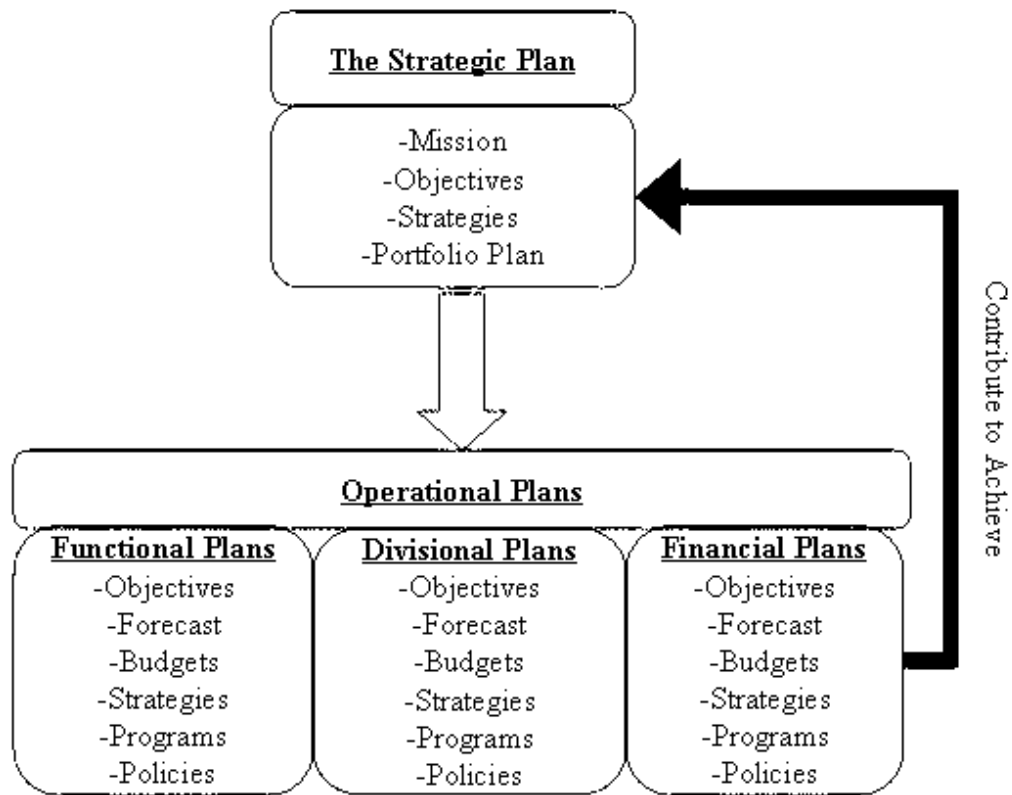 The Strategic Plan
-Mission
-Objectives
-Strategies
-Portfolio Plan
Contribute to Achieve
Operational Plans
Functional Plans
-Objectives
-Forecast
-Budgets
-Strategies
-Programs
-Policies
Divisional Plans
-Objectives
-Forecast
-Budgets
-Strategies
-Programs
-Policies
Financial Plans
-Objectives
-Forecast
-Budgets
-Strategies
-Programs
-Policies